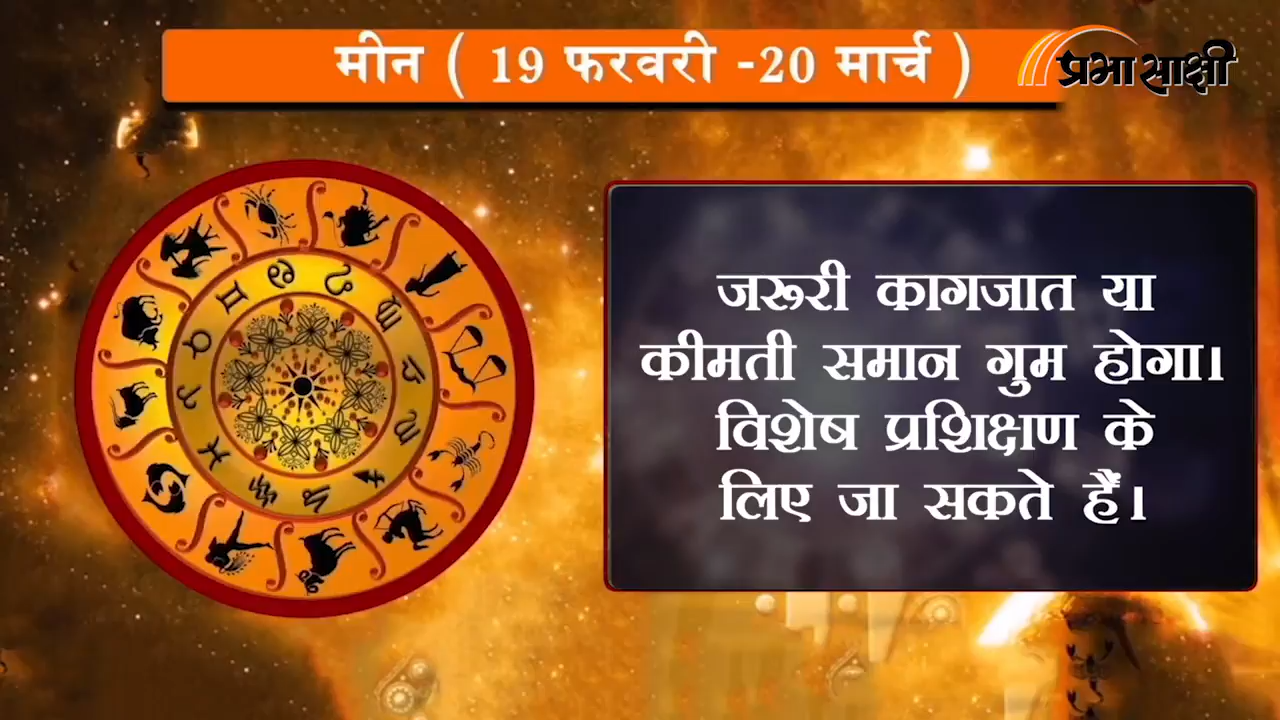 मीन ( 19 फरवरी -20 मार्च )
प्रभासाक्षी
जरूरी कागजात या
कीमती समान गुम होगा।
विशेष प्रशिक्षण के
लिए जा सकते हैं।